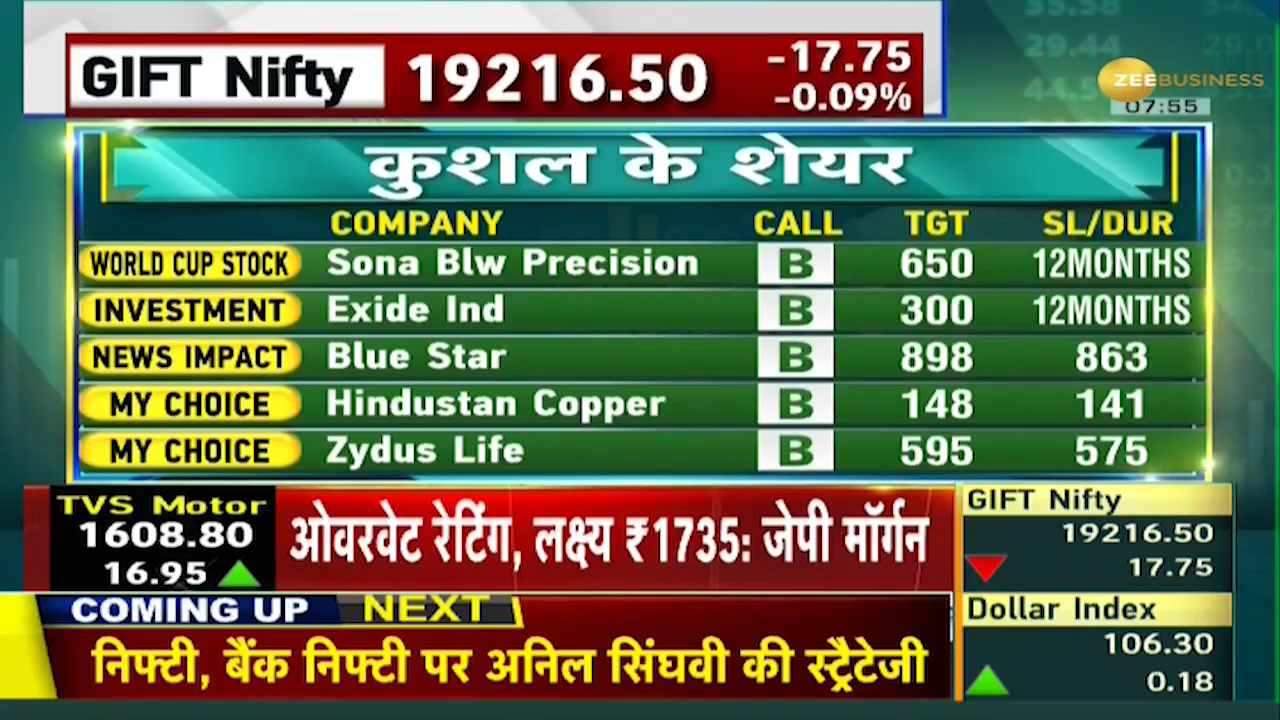 GIFT Nifty 19216.50 -17.75
-0.09%
ZEEBUSINESS
07:55
कुशल के शेयर
COMPANY CALL TGT SL/DUR
WORLD CUP STOCK Sona Blw Precision B 650 12MONTHS
INVESTMENT Exide Ind B 300 12MONTHS
NEWS IMPACT Blue Star B 898 863
MY CHOICE Hindustan Copper B 148 141
MY CHOICE Zydus Life B 595 575
TVS Motor
1608.80
16.95
ओवरवेट रेटिंग, लक्ष्य ₹1735: जेपी मॉर्गन
GIFT Nifty
19216.50
17.75
COMING UP NEXT
निफ्टी, बैंक निफ्टी पर अनिल सिंघवी की स्ट्रैटेजी
Dollar Index
106.30
0.18